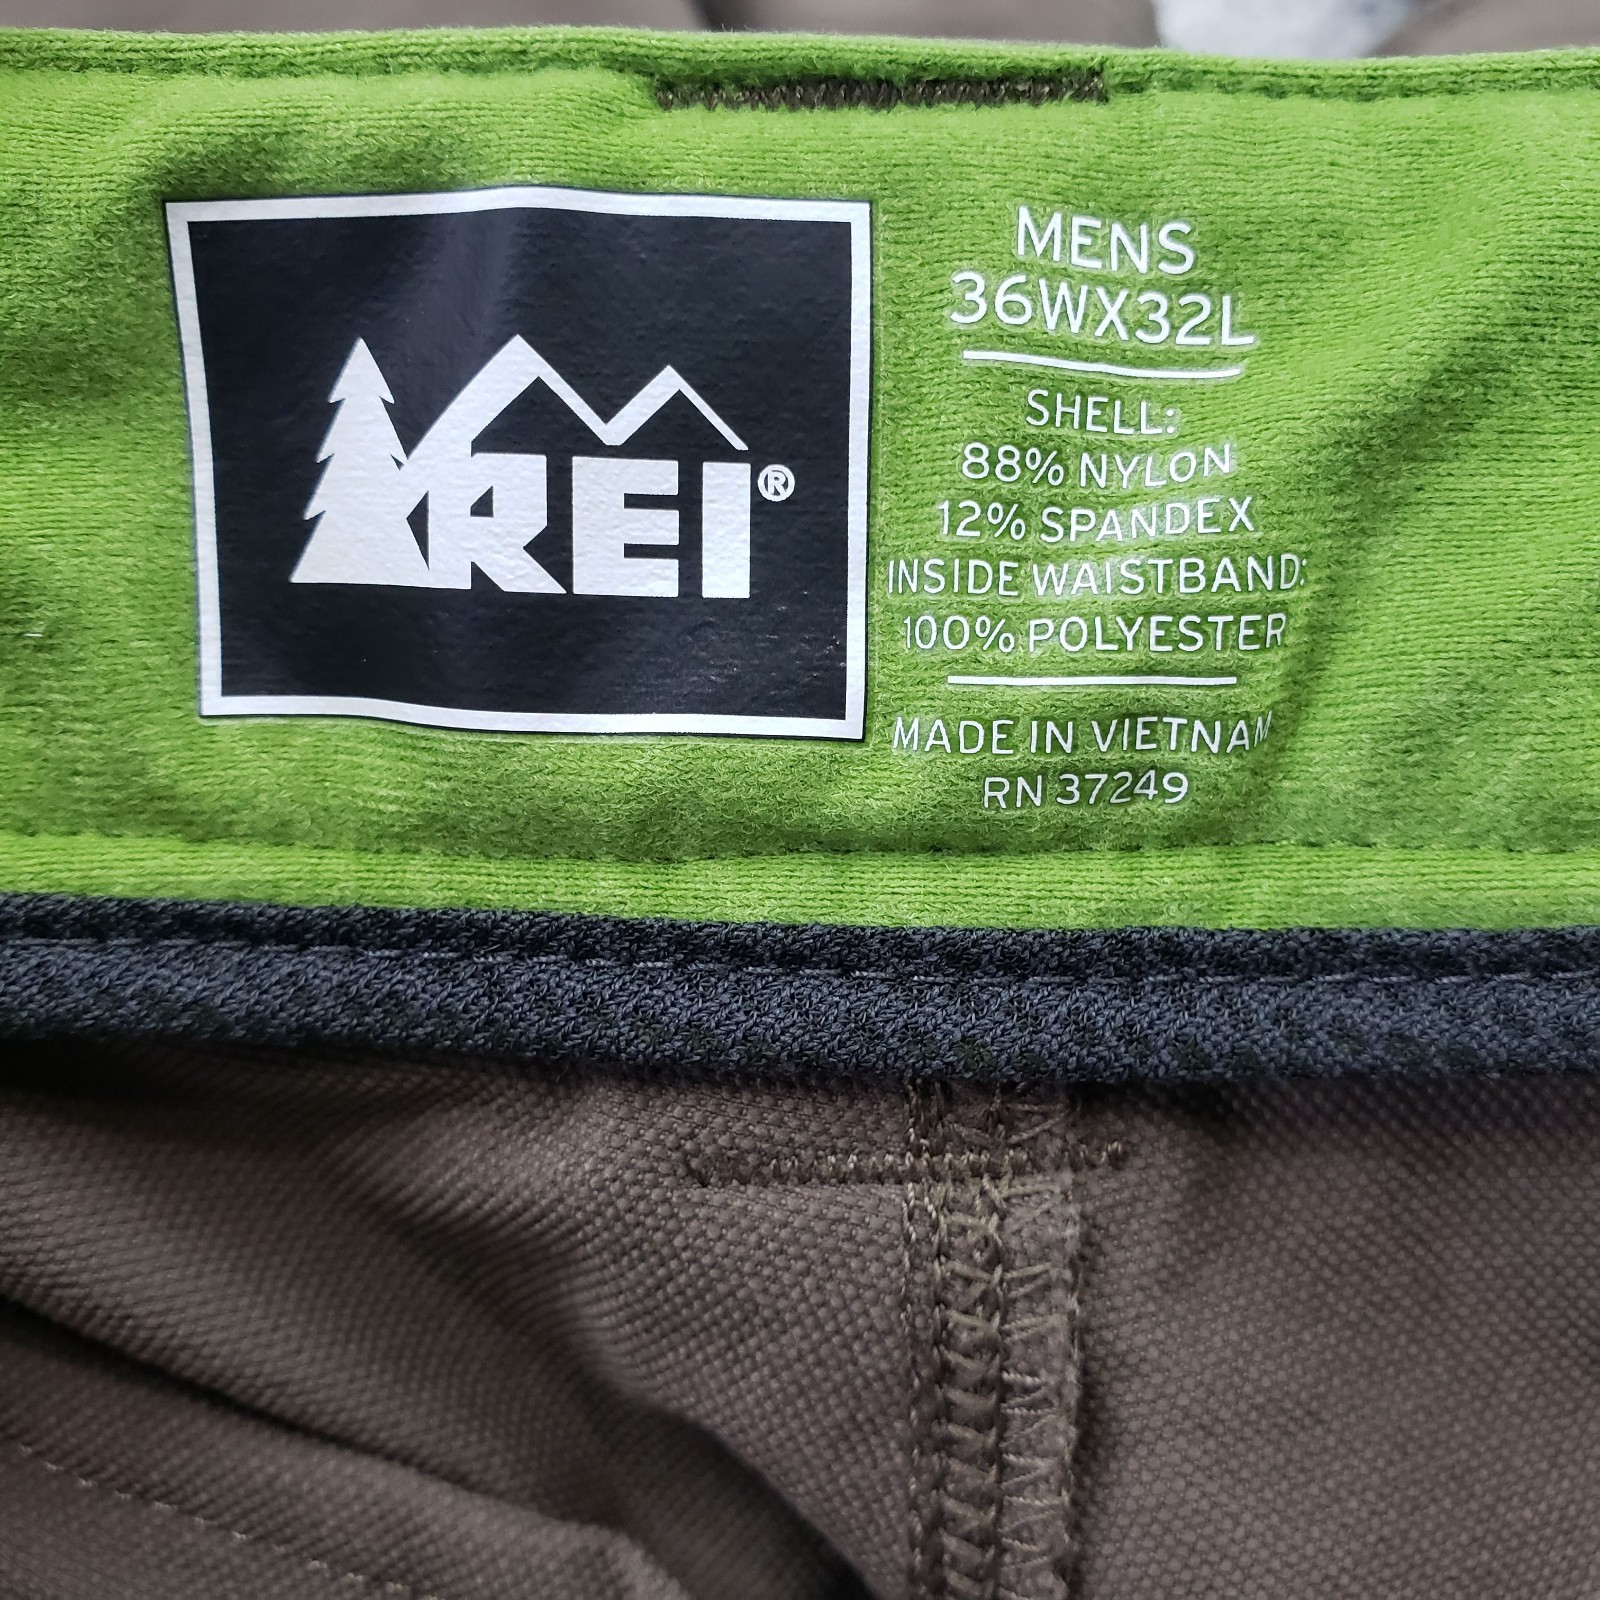 REI®
MENS
36WX32L
SHELL:
88% NYLON
12% SPANDEX
INSIDE WAISTBAND:
100% POLYESTER
MADE IN VIETNAM
RN 37249